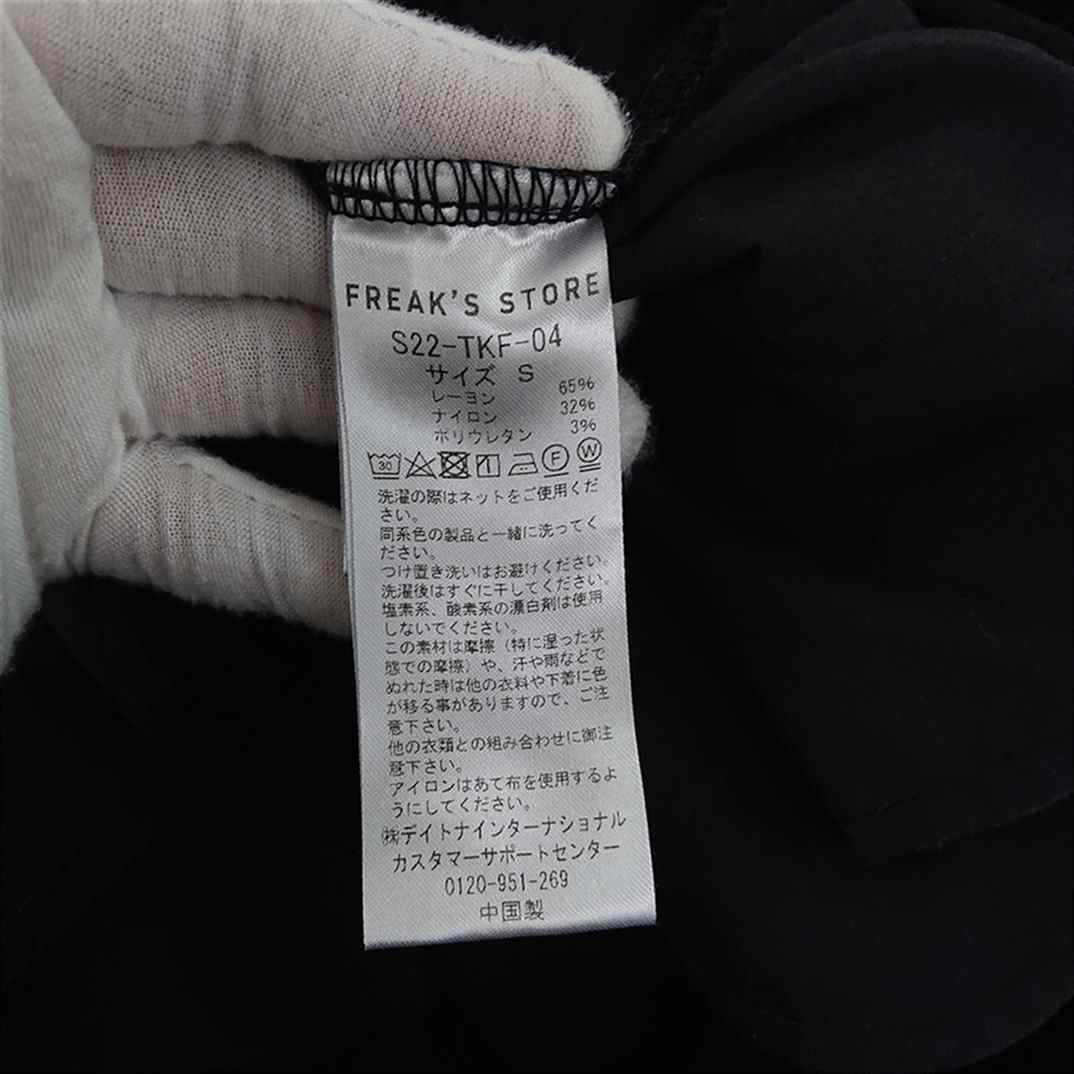 FREAK'S STORE
S22-TKF-04
サイズ S
レーヨン 65%
ナイロン 32%
ポリウレタン 3%
30 F W
洗濯の際はネットをご使用くだ
さい。
同系色の製品と一緒に洗ってく
ださい。
つけ置き洗いはお避けください。
洗濯後はすぐに干してください。
塩素系、酸素系の漂白剤は使用
しないでください。
この素材は摩擦（特に湿った状
態での摩擦）や、汗や雨などで
ぬれた時は他の衣料や下着に色
が移る事がありますので、ご注
意下さい。
他の衣類との組み合わせに御注
意下さい。
アイロンはあて布を使用するよ
うにしてください。
㈱デイトナインターナショナル
カスタマーサポートセンター
0120-951-269
中国製